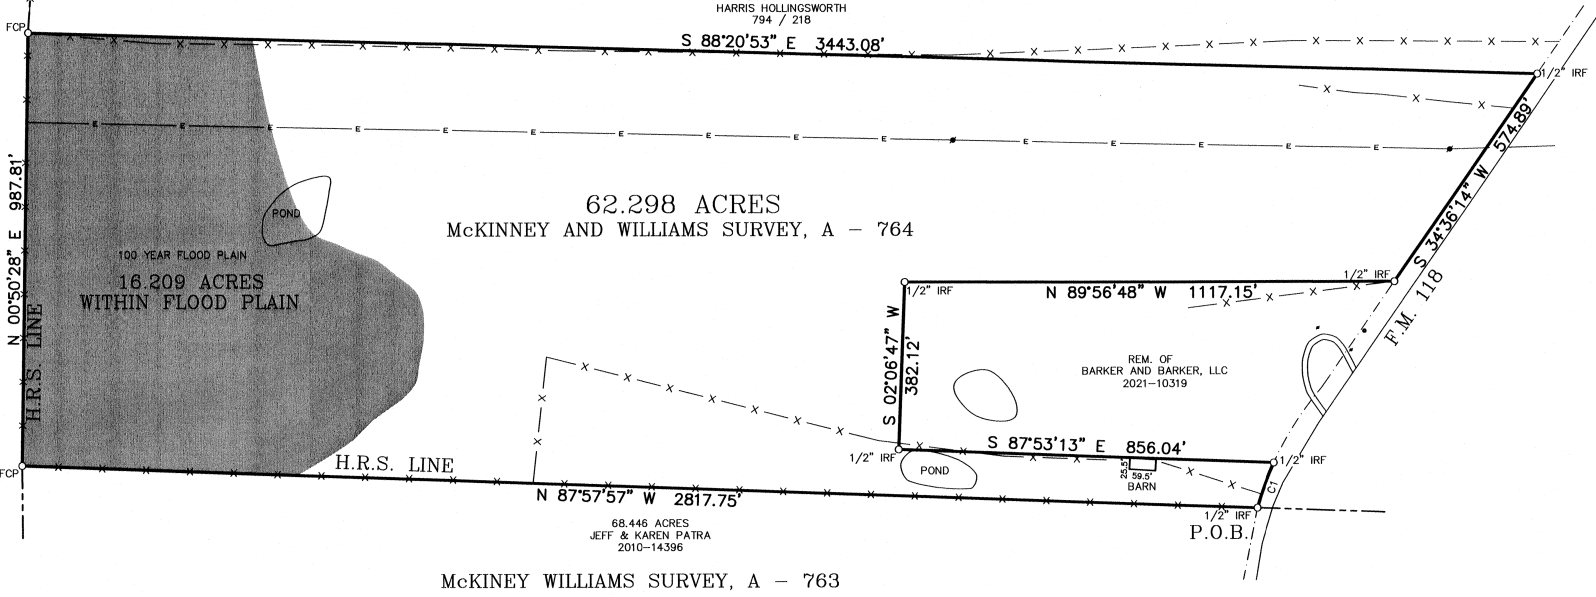 HARRIS HOLLINGSWORTH
794 / 218
FCP
S 88°20'53" E 3443.08'
1/2" IRF
E E E E E E E E E E E E E E
S 34°36'14" W 574.89'
N 00°50'28" E 987.81'
POND
62.298 ACRES
McKINNEY AND WILLIAMS SURVEY, A - 764
100 YEAR FLOOD PLAIN
16.209 ACRES
WITHIN FLOOD PLAIN
H.R.S. LINE
1/2" IRF
1/2" IRF
N 89°56'48" W 1117.15'
F.M. 118
S 02°06'47" W
382.12'
REM. OF
BARKER AND BARKER, LLC
2021-10319
S 87°53'13" E 856.04'
1/2" IRF
1/2" IRF
FCP
H.R.S. LINE
POND
25.5'
59.5'
BARN
C1
N 87°57'57" W 2817.75'
1/2" IRF
P.O.B.
68.446 ACRES
JEFF & KAREN PATRA
2010-14396
McKINEY WILLIAMS SURVEY, A - 763